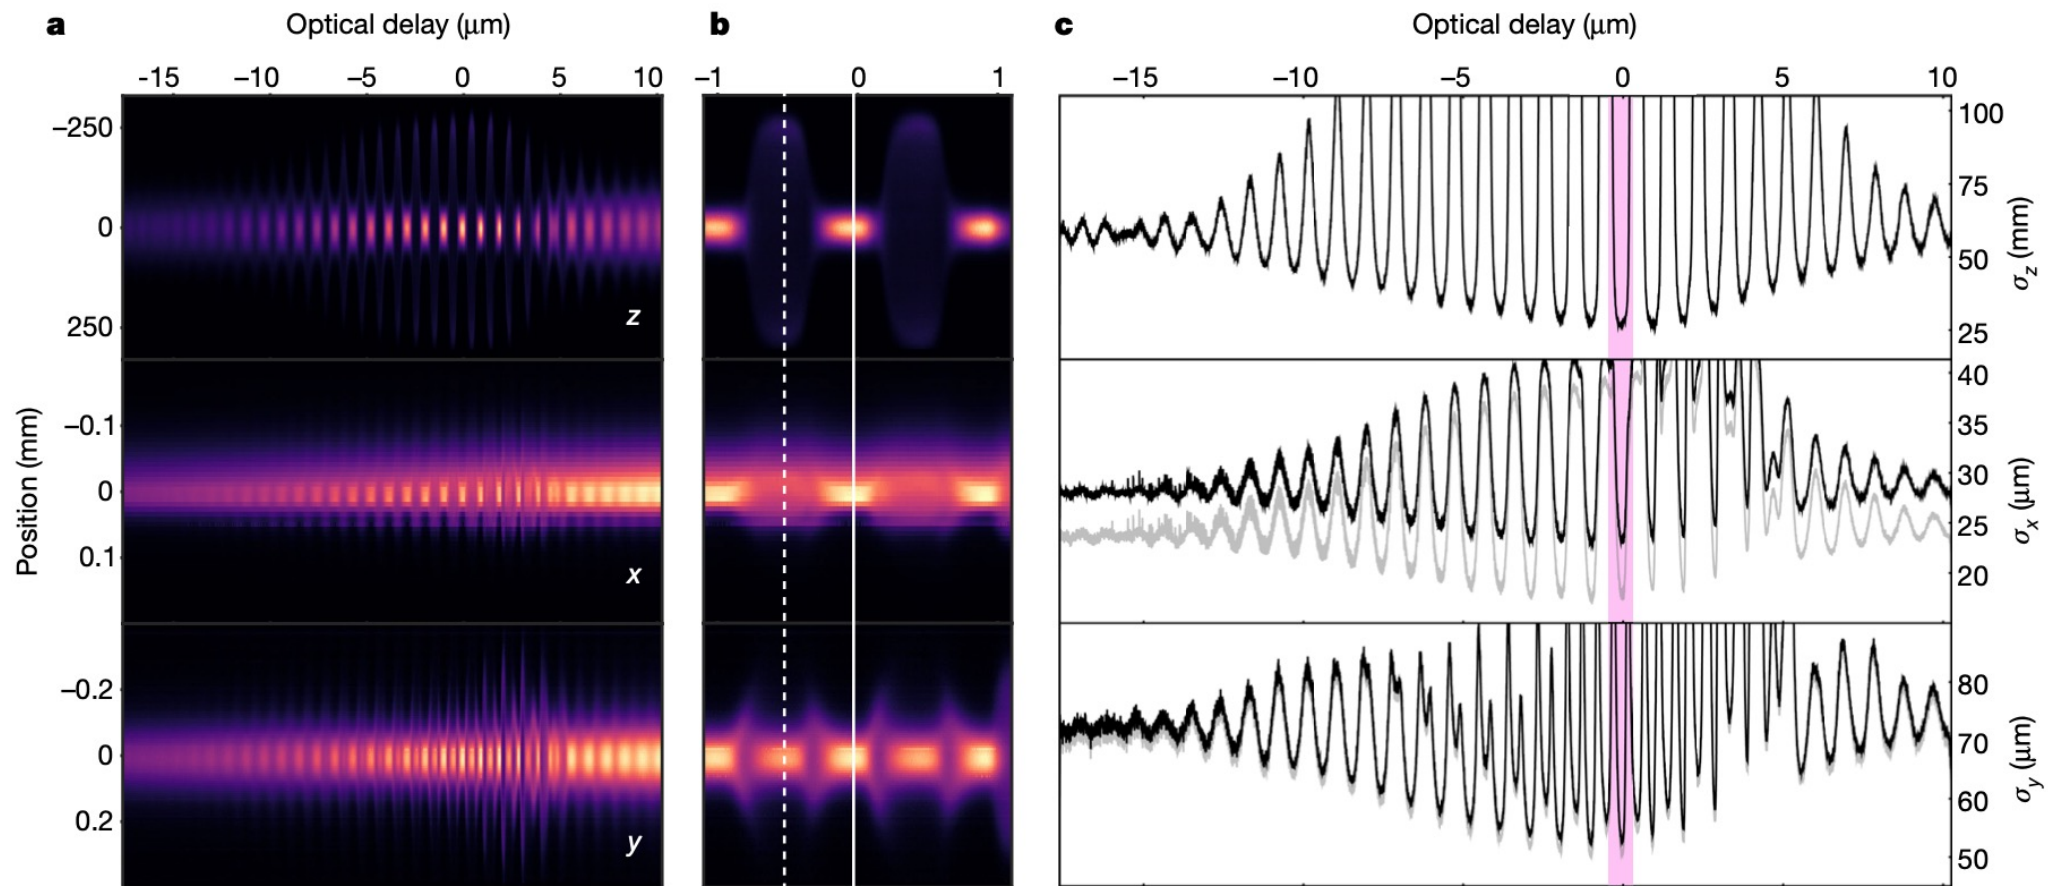 a Optical delay (μm)
-15 −10 −5 0 5 10
b
−1 0 1
c Optical delay (μm)
−15 −10 −5 0 5 10
Position (mm)
−250
0
250
z
−0.1
0
0.1
x
−0.2
0
0.2
y
100
75
50
25
σz (mm)
40
35
30
25
20
σx (μm)
80
70
60
50
σy (μm)